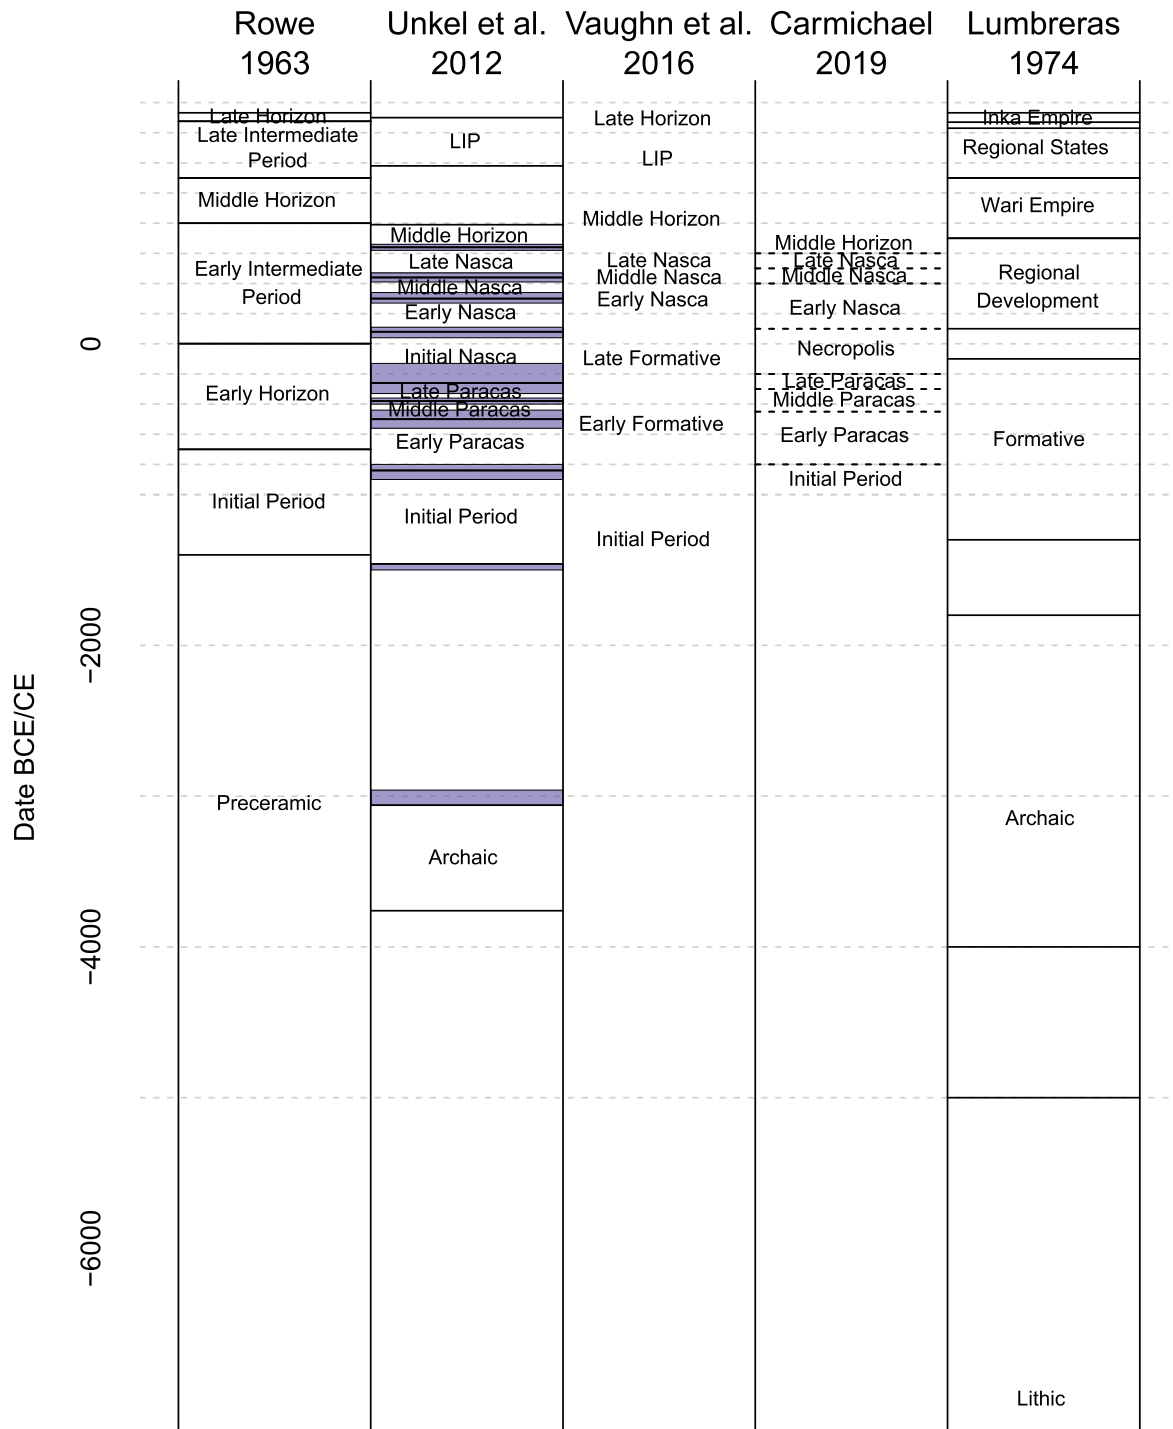 Rowe
1963
Unkel et al.
2012
Vaughn et al.
2016
Carmichael
2019
Lumbreras
1974
Date BCE/CE
0
−2000
−4000
−6000
Late Horizon
Late Intermediate
Period
Middle Horizon
Early Intermediate
Period
Early Horizon
Initial Period
Preceramic
LIP
Middle Horizon
Late Nasca
Middle Nasca
Early Nasca
Initial Nasca
Late Paracas
Middle Paracas
Early Paracas
Initial Period
Archaic
Late Horizon
LIP
Middle Horizon
Late Nasca
Middle Nasca
Early Nasca
Late Formative
Early Formative
Initial Period
Middle Horizon
Late Nasca
Middle Nasca
Early Nasca
Necropolis
Late Paracas
Middle Paracas
Early Paracas
Initial Period
Inka Empire
Regional States
Wari Empire
Regional
Development
Formative
Archaic
Lithic